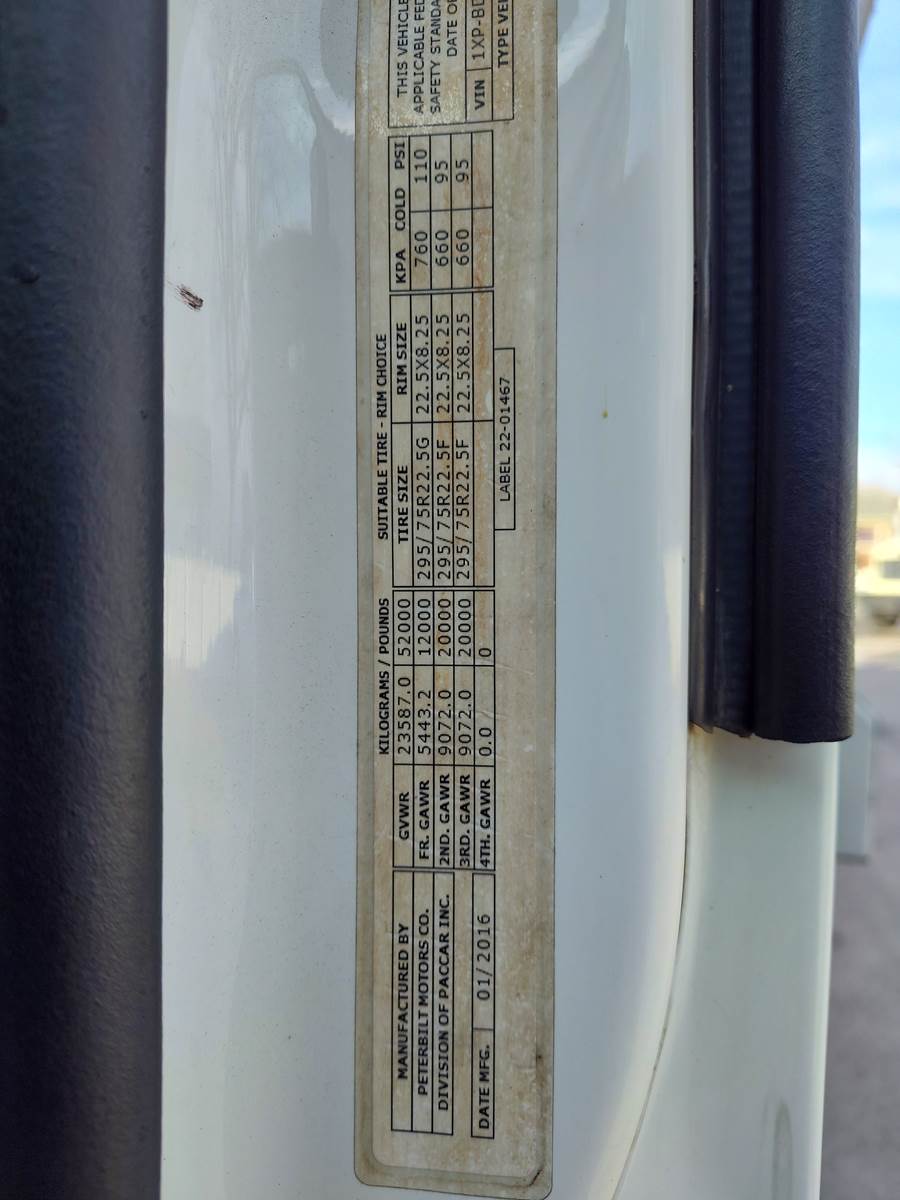 MANUFACTURED BY
PETERBILT MOTORS CO.
DIVISION OF PACCAR INC.
DATE MFG. 01/2016
KILOGRAMS / POUNDS
GVWR 23587.0 52000
FR. GAWR 5443.2 12000
2ND. GAWR 9072.0 20000
3RD. GAWR 9072.0 20000
4TH. GAWR 0.0 0
SUITABLE TIRE - RIM CHOICE
TIRE SIZE RIM SIZE KPA COLD PSI
295/75R22.5G 22.5X8.25 760 110
295/75R22.5F 22.5X8.25 660 95
295/75R22.5F 22.5X8.25 660 95
LABEL 22-01467
THIS VEHICLE
APPLICABLE FED
SAFETY STANDA
DATE OF
VIN 1XP-BD
TYPE VEH